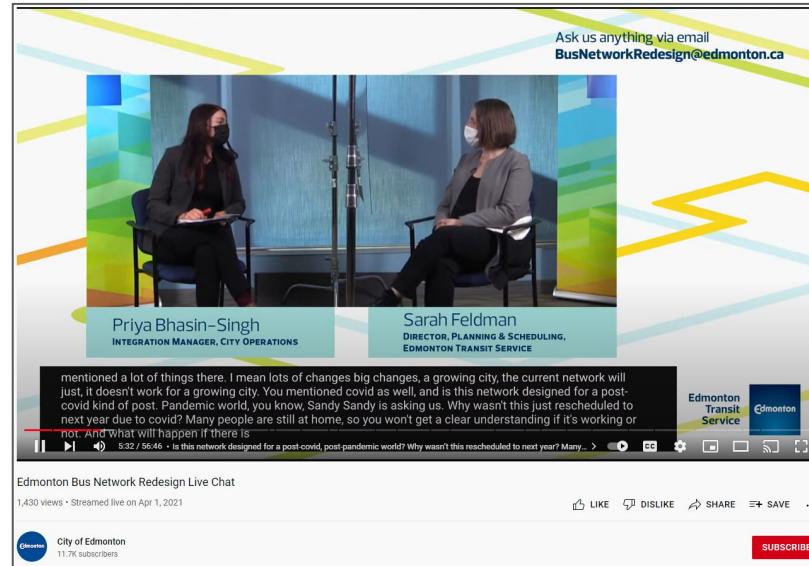 Ask us anything via email
BusNetworkRedesign@edmonton.ca
Priya Bhasin-Singh
INTEGRATION MANAGER, CITY OPERATIONS
Sarah Feldman
DIRECTOR, PLANNING & SCHEDULING,
EDMONTON TRANSIT SERVICE
mentioned a lot of things there. I mean lots of changes big changes, a growing city, the current network will
just, it doesn't work for a growing city. You mentioned covid as well, and is this network designed for a post-
covid kind of post. Pandemic world, you know, Sandy Sandy is asking us. Why wasn't this just rescheduled to
next year due to covid? Many people are still at home, so you won't get a clear understanding if it's working or
not. And what will happen if there is
Edmonton
Transit
Service
Edmonton
5:32 / 56:46 • Is this network designed for a post-covid, post-pandemic world? Why wasn't this rescheduled to next year? Many... >
CC
Edmonton Bus Network Redesign Live Chat
1,430 views • Streamed live on Apr 1, 2021
LIKE DISLIKE SHARE SAVE ...
Edmonton
City of Edmonton
11.7K subscribers
SUBSCRIBE